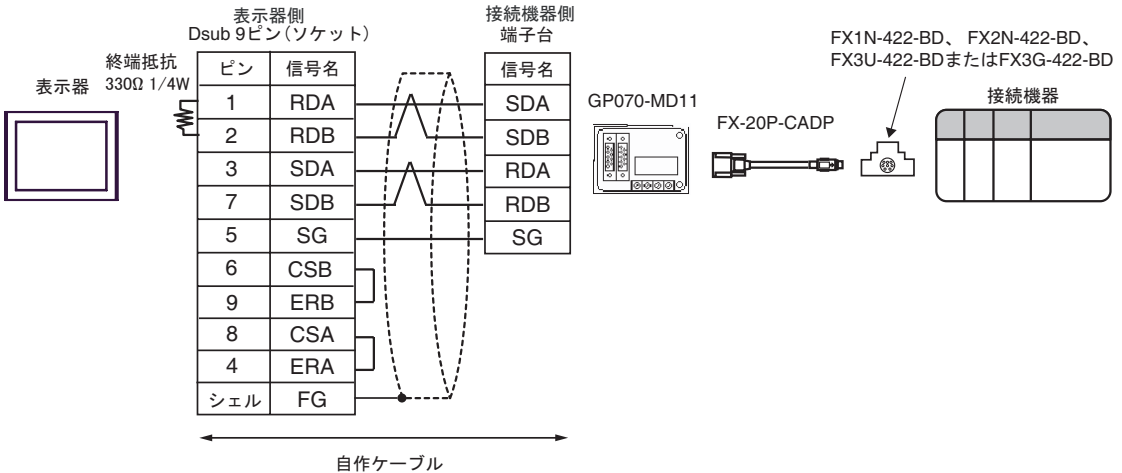 表示器
終端抵抗
330Ω 1/4W
表示器側
Dsub 9ピン(ソケット)
ピン 信号名
1 RDA
2 RDB
3 SDA
7 SDB
5 SG
6 CSB
9 ERB
8 CSA
4 ERA
シェル FG
接続機器側
端子台
信号名
SDA
SDB
RDA
RDB
SG
自作ケーブル
GP070-MD11
FX-20P-CADP
FX1N-422-BD、 FX2N-422-BD、
FX3U-422-BDまたはFX3G-422-BD
接続機器